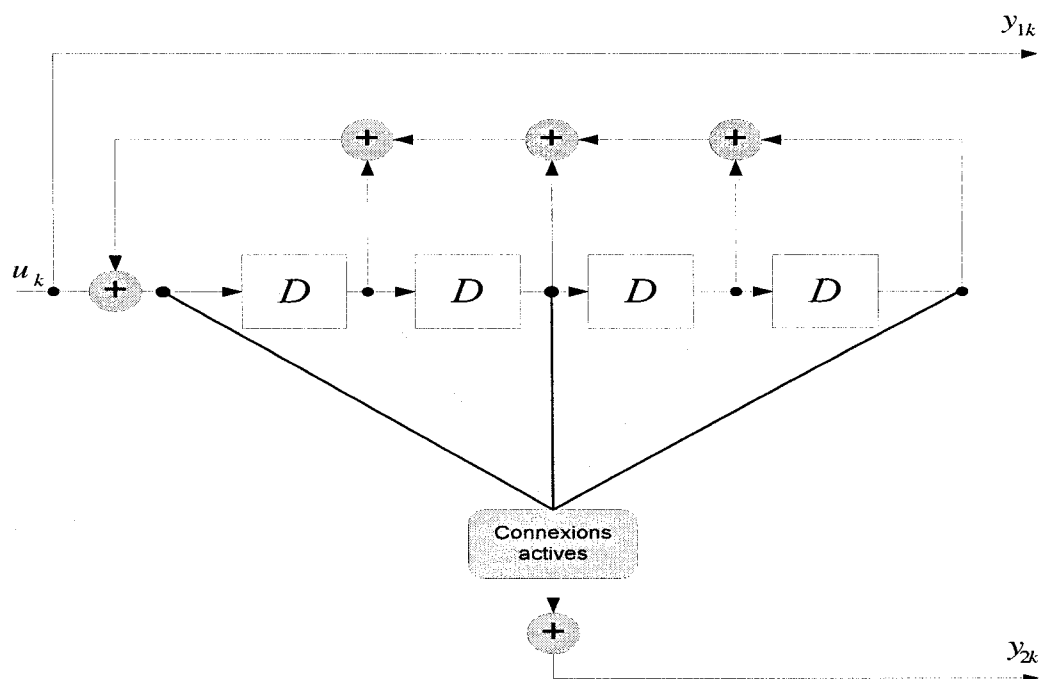 y1k
+ + +
uk + D D D D
Connexions
actives
+
y2k